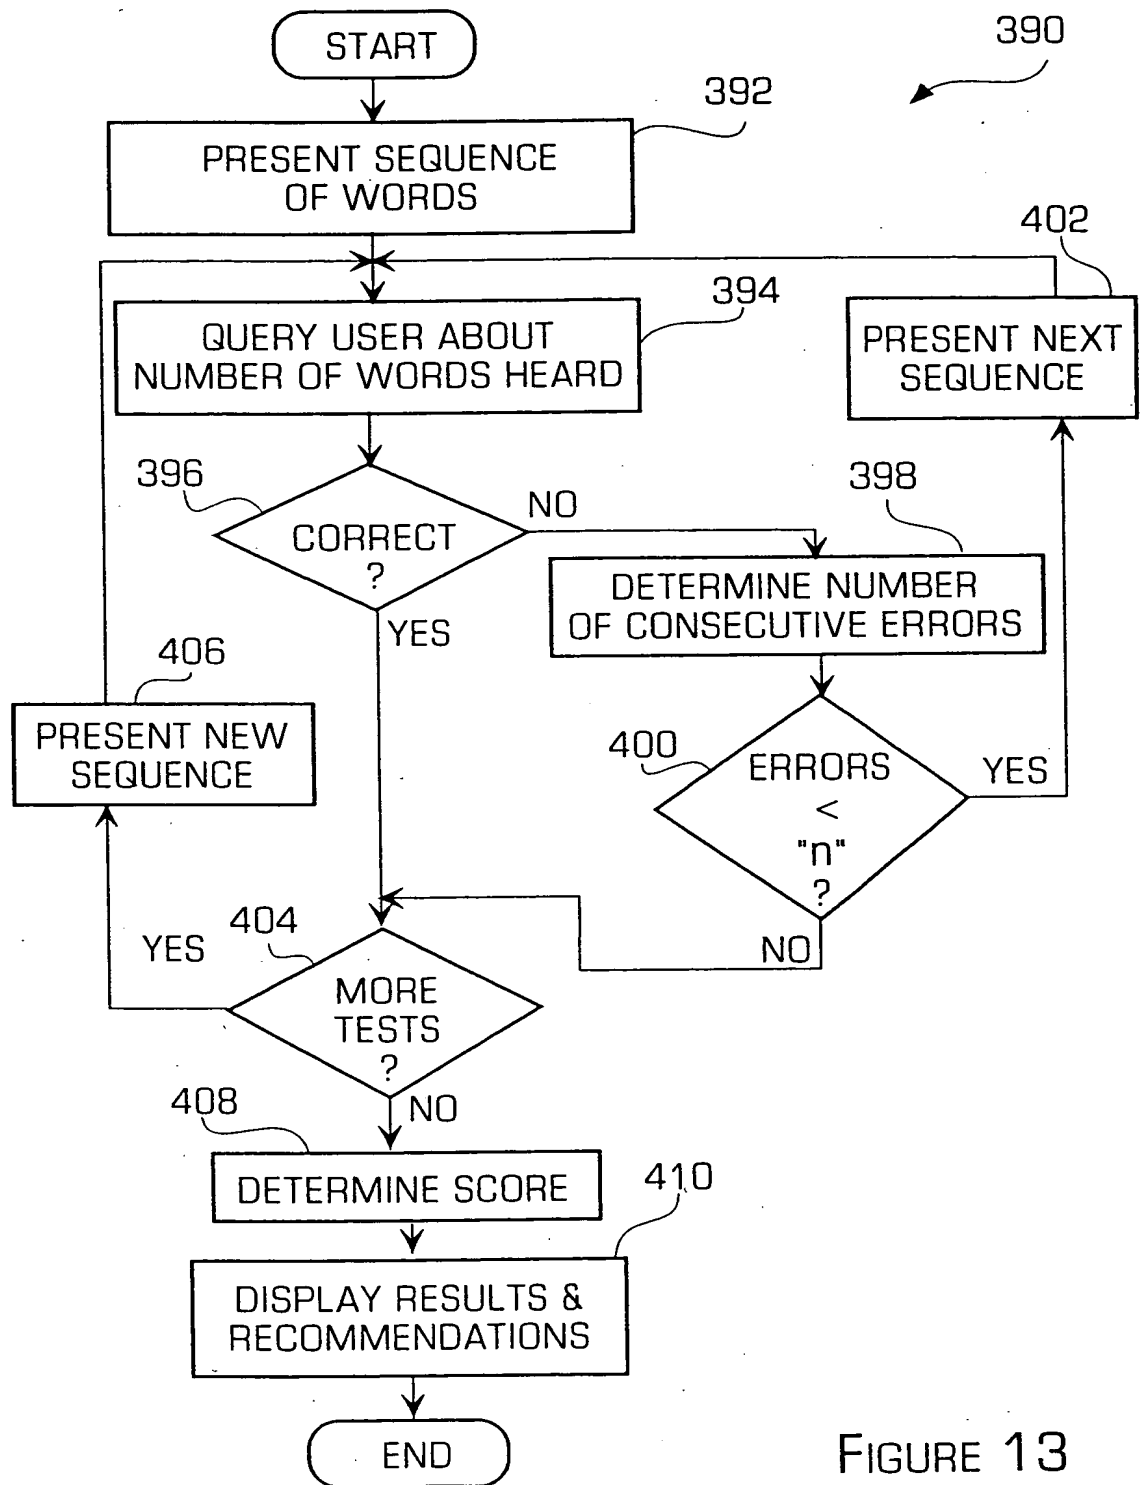 START
390
392
PRESENT SEQUENCE
OF WORDS
402
394
QUERY USER ABOUT
NUMBER OF WORDS HEARD
PRESENT NEXT
SEQUENCE
396
NO
398
CORRECT
?
DETERMINE NUMBER
OF CONSECUTIVE ERRORS
YES
406
PRESENT NEW
SEQUENCE
400
ERRORS
<
"n"
?
YES
404
YES
NO
MORE
TESTS
?
408
NO
DETERMINE SCORE
410
DISPLAY RESULTS &
RECOMMENDATIONS
END
FIGURE 13